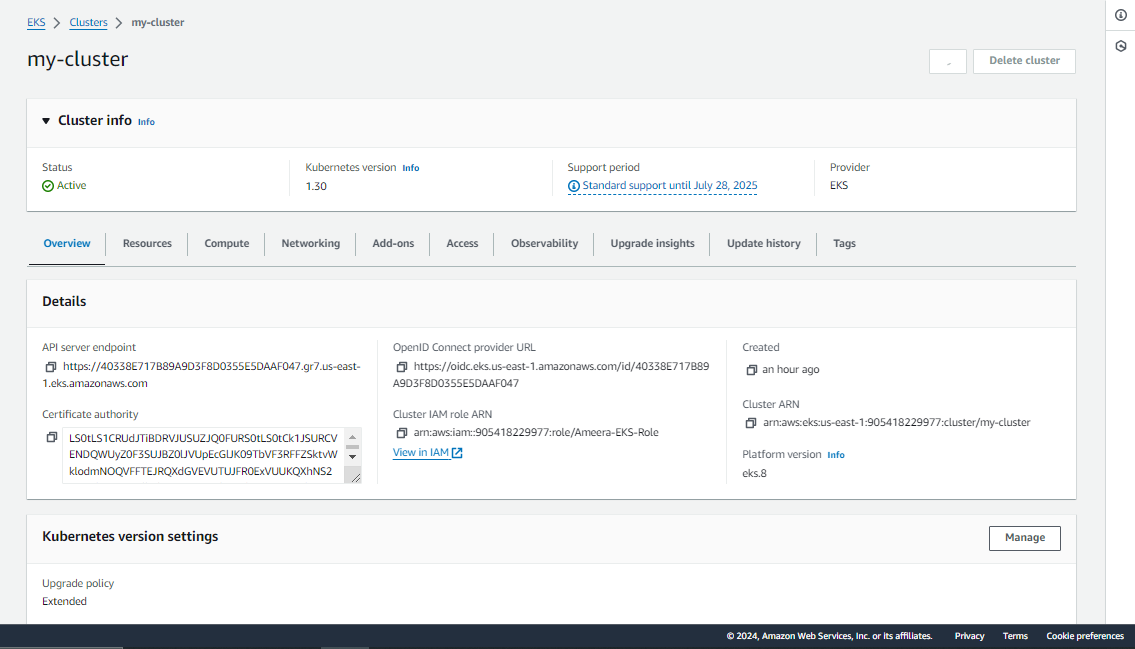 EKS > Clusters > my-cluster
my-cluster
Delete cluster
Cluster info Info
Status
Active
Kubernetes version Info
1.30
Support period
Standard support until July 28, 2025
Provider
EKS
Overview Resources Compute Networking Add-ons Access Observability Upgrade insights Update history Tags
Details
API server endpoint
https://40338E717B89A9D3F8D0355E5DAAF047.gr7.us-east-
1.eks.amazonaws.com
Certificate authority
LS0tLS1CRUdJTiBDRVJUSUZJQ0FURS0tLS0tCk1JSURCV
ENDQWUyZ0F3SUJBZ0lJVUpEcGlJK09TbVF3RFFZSktvW
klodmNOQVFFTEJRQXdGVEVUTUJFR0ExVUUKQXhNS2
OpenID Connect provider URL
https://oidc.eks.us-east-1.amazonaws.com/id/40338E717B89
A9D3F8D0355E5DAAF047
Cluster IAM role ARN
arn:aws:iam::905418229977:role/Ameera-EKS-Role
View in IAM
Created
an hour ago
Cluster ARN
arn:aws:eks:us-east-1:905418229977:cluster/my-cluster
Platform version Info
eks.8
Kubernetes version settings
Manage
Upgrade policy
Extended
© 2024, Amazon Web Services, Inc. or its affiliates. Privacy Terms Cookie preferences